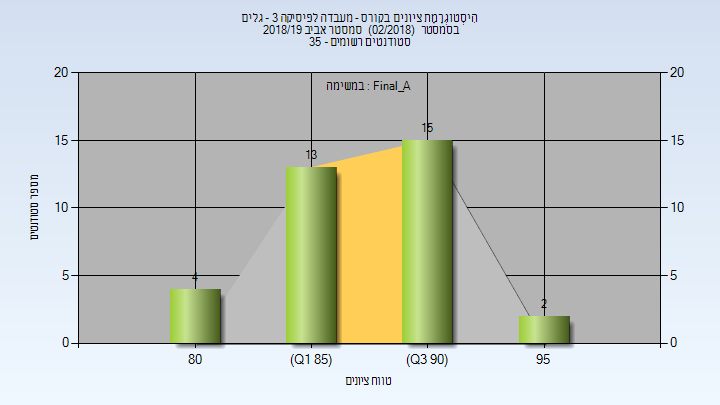 היסטוגרמת ציונים בקורס - מעבדה לפיסיקה 3 - גלים
בסמסטר (02/2018) סמסטר אביב 2018/19
סטודנטים רשומים - 35
במשימה : Final_A
20 20
15 15
10 10
5 5
0 0
4 13 15 2
80 (Q1 85) (Q3 90) 95
מספר סטודנטים
טווח ציונים